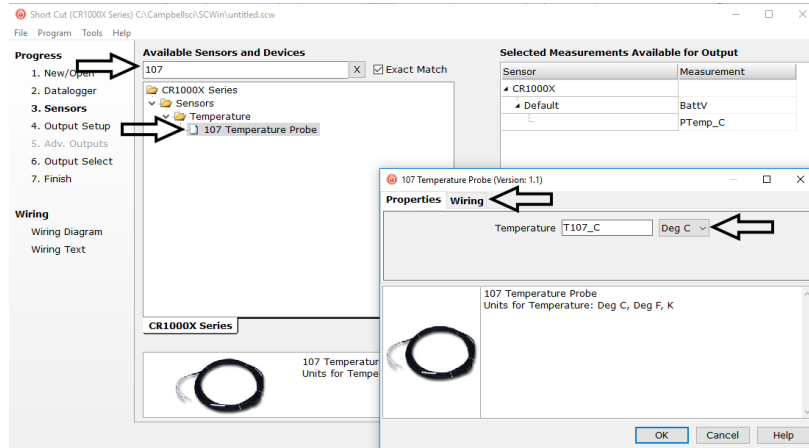 Short Cut (CR1000X Series) C:\Campbellsci\SCWin\untitled.scw
File Program Tools Help
Progress
1. New/Open
2. Datalogger
3. Sensors
4. Output Setup
5. Adv. Outputs
6. Output Select
7. Finish
Wiring
Wiring Diagram
Wiring Text
Available Sensors and Devices
107 X Exact Match
CR1000X Series
Sensors
Temperature
107 Temperature Probe
CR1000X Series
107 Temperatur
Units for Tempe
Selected Measurements Available for Output
Sensor Measurement
CR1000X
Default BattV
PTemp_C
107 Temperature Probe (Version: 1.1)
Properties Wiring
Temperature T107_C Deg C
107 Temperature Probe
Units for Temperature: Deg C, Deg F, K
OK Cancel Help